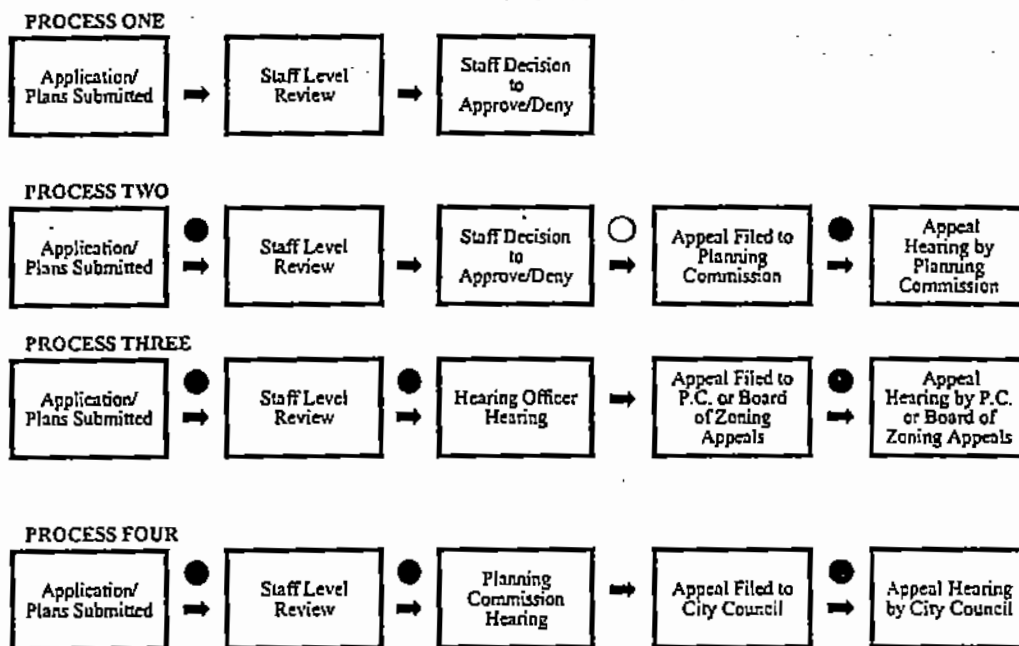 PROCESS ONE
Application/
Plans Submitted
Staff Level
Review
Staff Decision
to
Approve/Deny
PROCESS TWO
Application/
Plans Submitted
Staff Level
Review
Staff Decision
to
Approve/Deny
Appeal Filed to
Planning
Commission
Appeal
Hearing by
Planning
Commission
PROCESS THREE
Application/
Plans Submitted
Staff Level
Review
Hearing Officer
Hearing
Appeal Filed to
P.C. or Board
of Zoning
Appeals
Appeal
Hearing by P.C.
or Board of
Zoning Appeals
PROCESS FOUR
Application/
Plans Submitted
Staff Level
Review
Planning
Commission
Hearing
Appeal Filed to
City Council
Appeal Hearing
by City Council